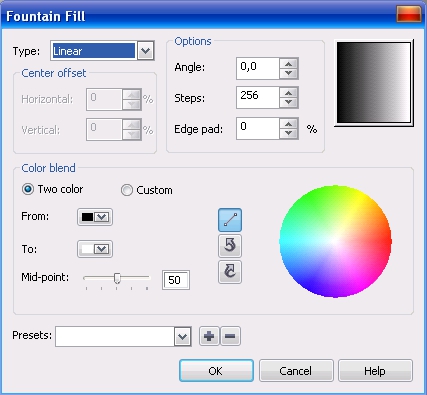 Fountain Fill
Type: Linear
Options
Angle: 0,0
Steps: 256
Edge pad: 0 %
Center offset
Horizontal: 0 %
Vertical: 0 %
Color blend
Two color Custom
From:
To:
Mid-point: 50
Presets:
OK Cancel Help